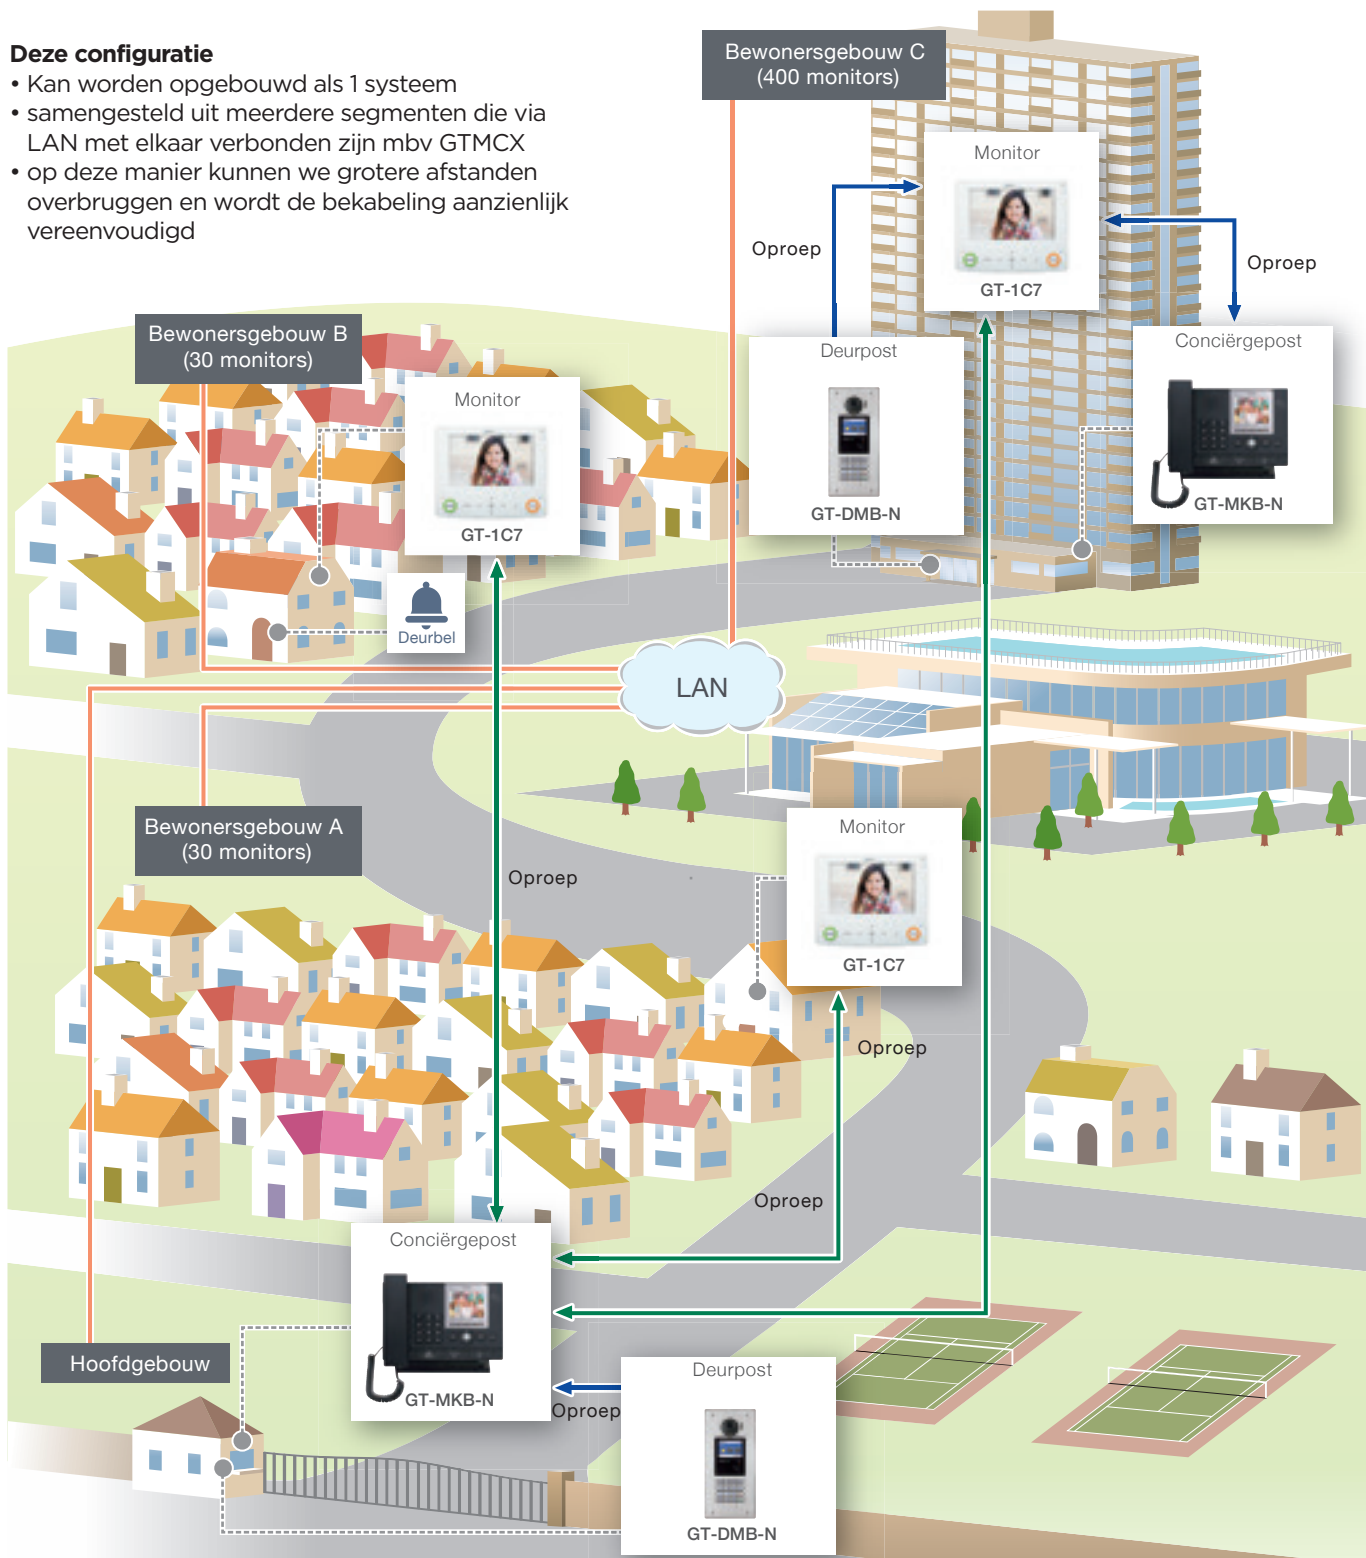 Deze configuratie
• Kan worden opgebouwd als 1 systeem
• samengesteld uit meerdere segmenten die via
LAN met elkaar verbonden zijn mbv GTMCX
• op deze manier kunnen we grotere afstanden
overbruggen en wordt de bekabeling aanzienlijk
vereenvoudigd
Bewonersgebouw C
(400 monitors)
Monitor
GT-1C7
Oproep
Oproep
Deurpost
GT-DMB-N
Conciërgepost
GT-MKB-N
Bewonersgebouw B
(30 monitors)
Monitor
GT-1C7
Deurbel
LAN
Bewonersgebouw A
(30 monitors)
Oproep
Monitor
GT-1C7
Oproep
Oproep
Conciërgepost
GT-MKB-N
Hoofdgebouw
Oproep
Deurpost
GT-DMB-N